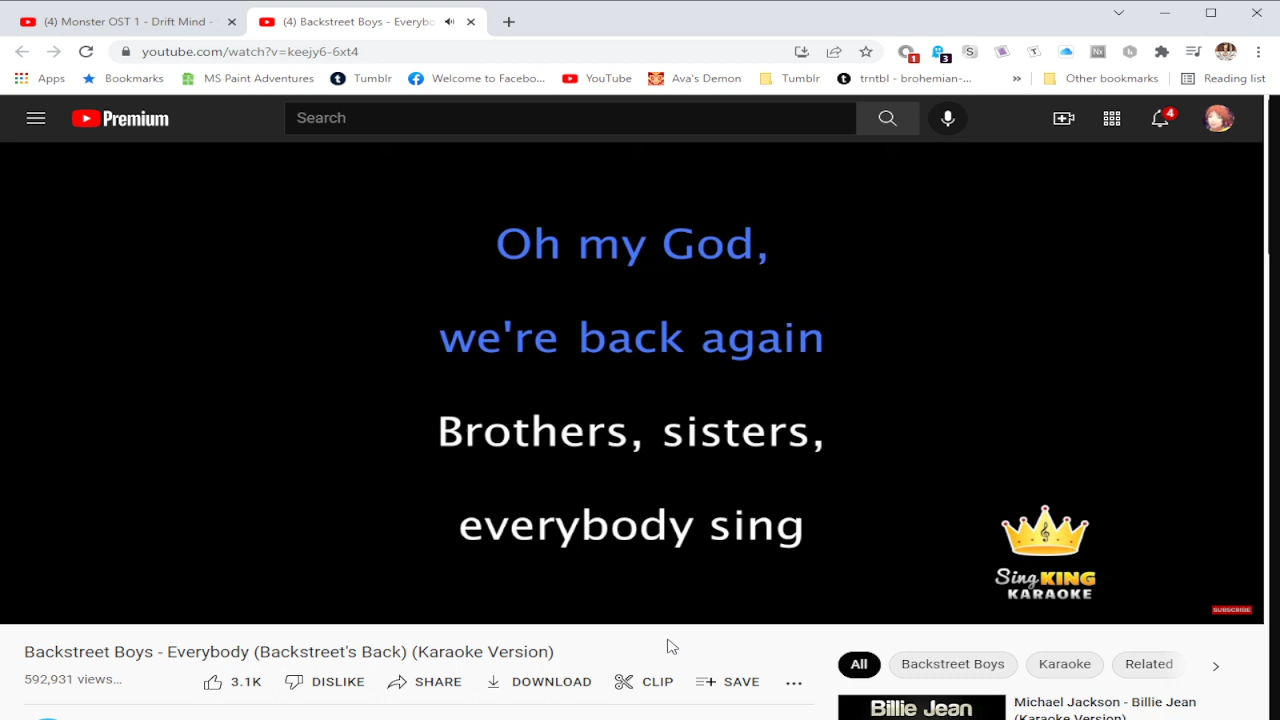 (4) Monster OST 1 - Drift Mind -
(4) Backstreet Boys - Everybo
youtube.com/watch?v=keejy6-6xt4
1
3
S
T
Nx
h
Apps
Bookmarks
MS Paint Adventures
Tumblr
Welcome to Facebo...
YouTube
Ava's Demon
Tumblr
trntbl - brohemian-...
»
Other bookmarks
Reading list
Premium
Search
4
Oh my God,
we're back again
Brothers, sisters,
everybody sing
Sing KING
KARAOKE
SUBSCRIBE
Backstreet Boys - Everybody (Backstreet's Back) (Karaoke Version)
592,931 views...
3.1K
DISLIKE
SHARE
DOWNLOAD
CLIP
SAVE
...
All
Backstreet Boys
Karaoke
Related
Billie Jean
Michael Jackson - Billie Jean
(Karaoke Version)